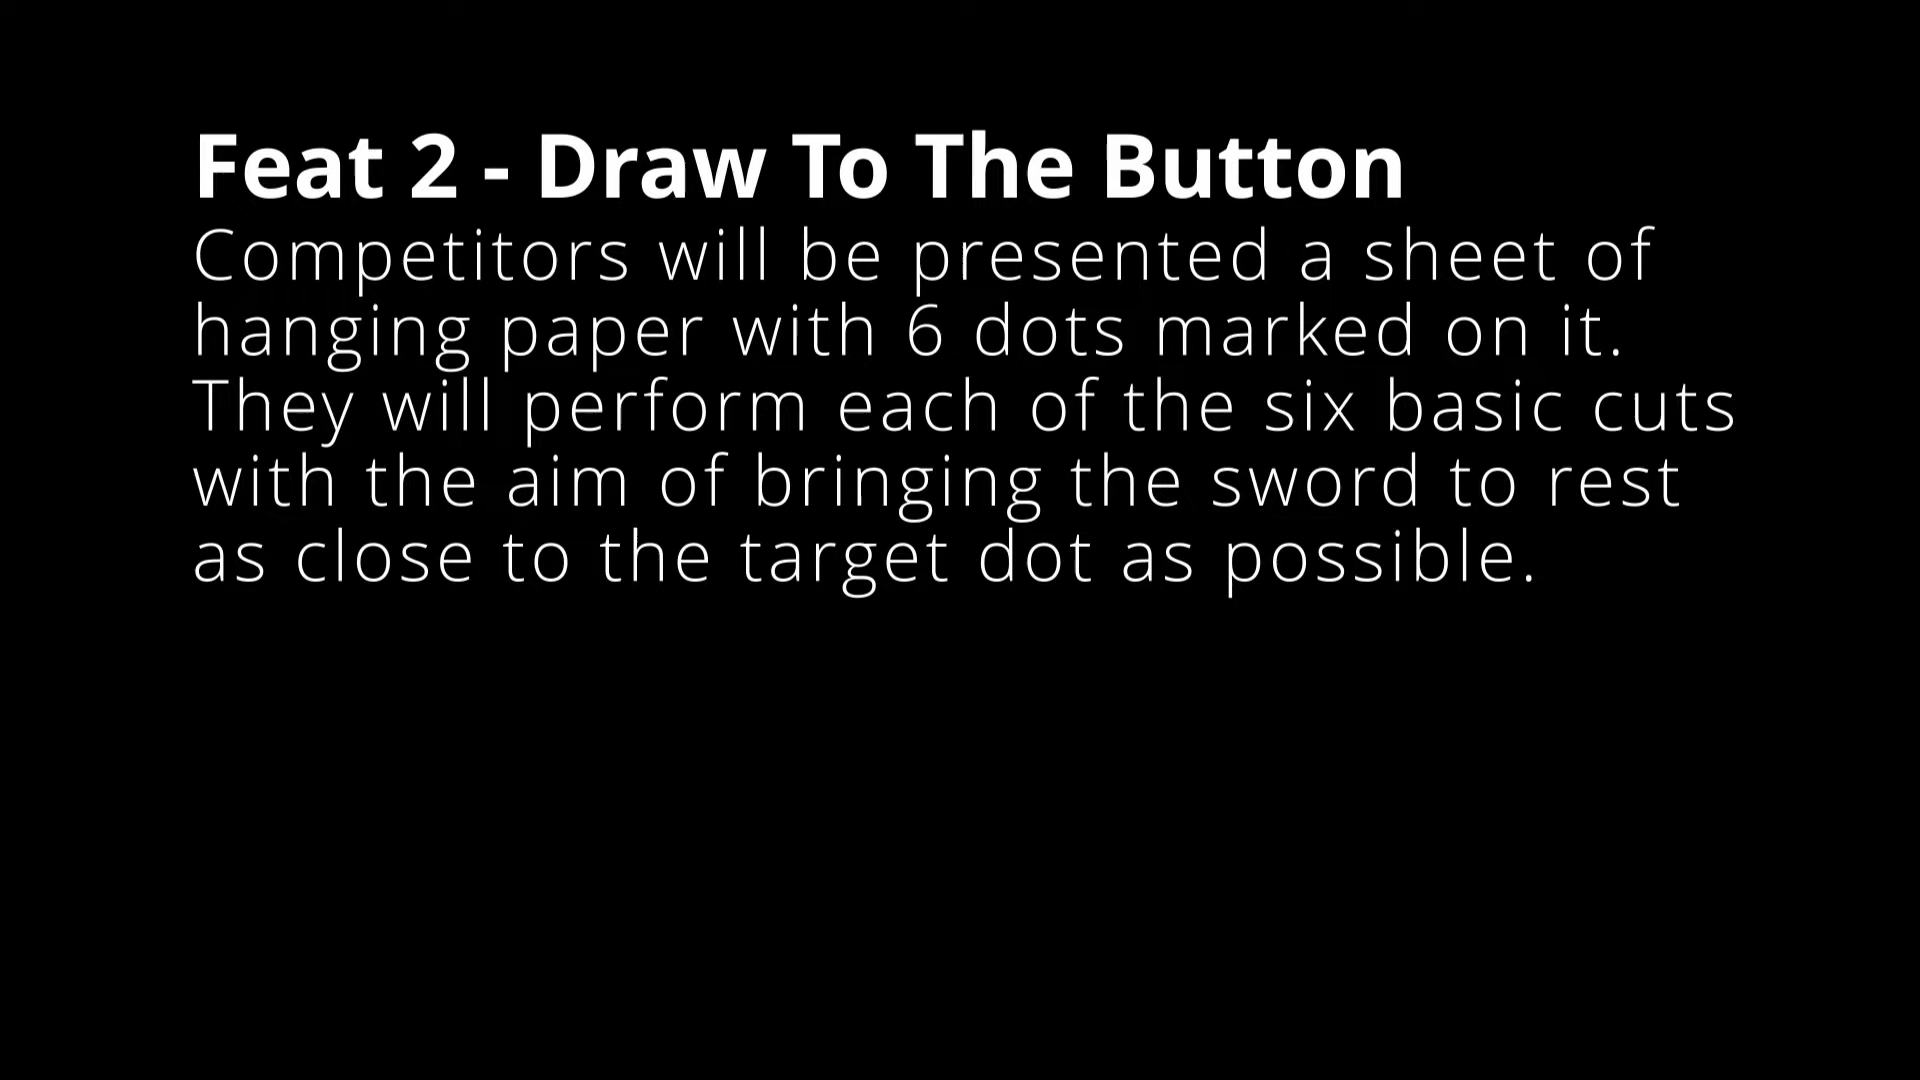 Feat 2 - Draw To The Button
Competitors will be presented a sheet of
hanging paper with 6 dots marked on it.
They will perform each of the six basic cuts
with the aim of bringing the sword to rest
as close to the target dot as possible.